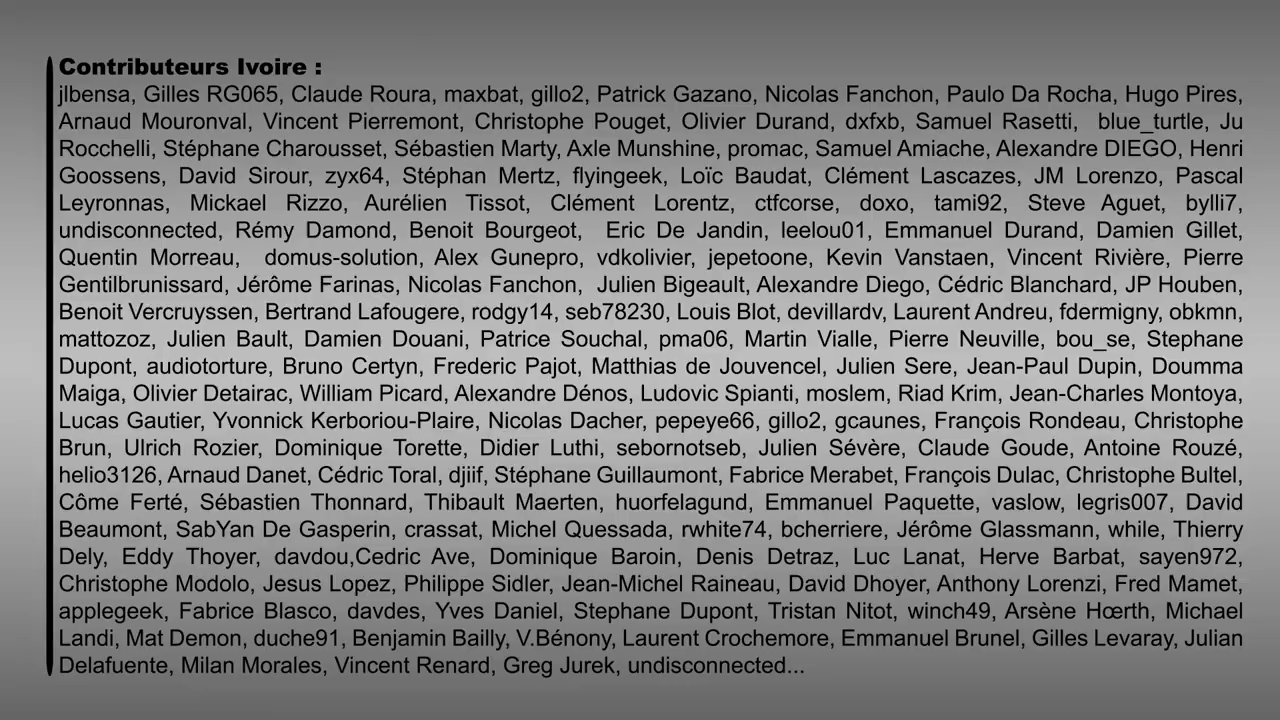 Contributeurs Ivoire :
jlbensa, Gilles RG065, Claude Roura, maxbat, gillo2, Patrick Gazano, Nicolas Fanchon, Paulo Da Rocha, Hugo Pires,
Arnaud Mouronval, Vincent Pierremont, Christophe Pouget, Olivier Durand, dxfxb, Samuel Rasetti, blue_turtle, Ju
Rocchelli, Stéphane Charousset, Sébastien Marty, Axle Munshine, promac, Samuel Amiache, Alexandre DIEGO, Henri
Goossens, David Sirour, zyx64, Stéphan Mertz, flyingeek, Loïc Baudat, Clément Lascazes, JM Lorenzo, Pascal
Leyronnas, Mickael Rizzo, Aurélien Tissot, Clément Lorentz, ctfcorse, doxo, tami92, Steve Aguet, bylli7,
undisconnected, Rémy Damond, Benoit Bourgeot, Eric De Jandin, leelou01, Emmanuel Durand, Damien Gillet,
Quentin Morreau, domus-solution, Alex Gunepro, vdkolivier, jepetoone, Kevin Vanstaen, Vincent Rivière, Pierre
Gentilbrunissard, Jérôme Farinas, Nicolas Fanchon, Julien Bigeault, Alexandre Diego, Cédric Blanchard, JP Houben,
Benoit Vercruyssen, Bertrand Lafougere, rodgy14, seb78230, Louis Blot, devillardv, Laurent Andreu, fdermigny, obkmn,
mattozoz, Julien Bault, Damien Douani, Patrice Souchal, pma06, Martin Vialle, Pierre Neuville, bou_se, Stephane
Dupont, audiotorture, Bruno Certyn, Frederic Pajot, Matthias de Jouvencel, Julien Sere, Jean-Paul Dupin, Doumma
Maiga, Olivier Detairac, William Picard, Alexandre Dénos, Ludovic Spianti, moslem, Riad Krim, Jean-Charles Montoya,
Lucas Gautier, Yvonnick Kerboriou-Plaire, Nicolas Dacher, pepeye66, gillo2, gcaunes, François Rondeau, Christophe
Brun, Ulrich Rozier, Dominique Torette, Didier Luthi, sebornotseb, Julien Sévère, Claude Goude, Antoine Rouzé,
helio3126, Arnaud Danet, Cédric Toral, djiif, Stéphane Guillaumont, Fabrice Merabet, François Dulac, Christophe Bultel,
Côme Ferté, Sébastien Thonnard, Thibault Maerten, huorfelagund, Emmanuel Paquette, vaslow, legris007, David
Beaumont, SabYan De Gasperin, crassat, Michel Quessada, rwhite74, bcherriere, Jérôme Glassmann, while, Thierry
Dely, Eddy Thoyer, davdou,Cedric Ave, Dominique Baroin, Denis Detraz, Luc Lanat, Herve Barbat, sayen972,
Christophe Modolo, Jesus Lopez, Philippe Sidler, Jean-Michel Raineau, David Dhoyer, Anthony Lorenzi, Fred Mamet,
applegeek, Fabrice Blasco, davdes, Yves Daniel, Stephane Dupont, Tristan Nitot, winch49, Arsène Hœrth, Michael
Landi, Mat Demon, duche91, Benjamin Bailly, V.Bénony, Laurent Crochemore, Emmanuel Brunel, Gilles Levaray, Julian
Delafuente, Milan Morales, Vincent Renard, Greg Jurek, undisconnected...